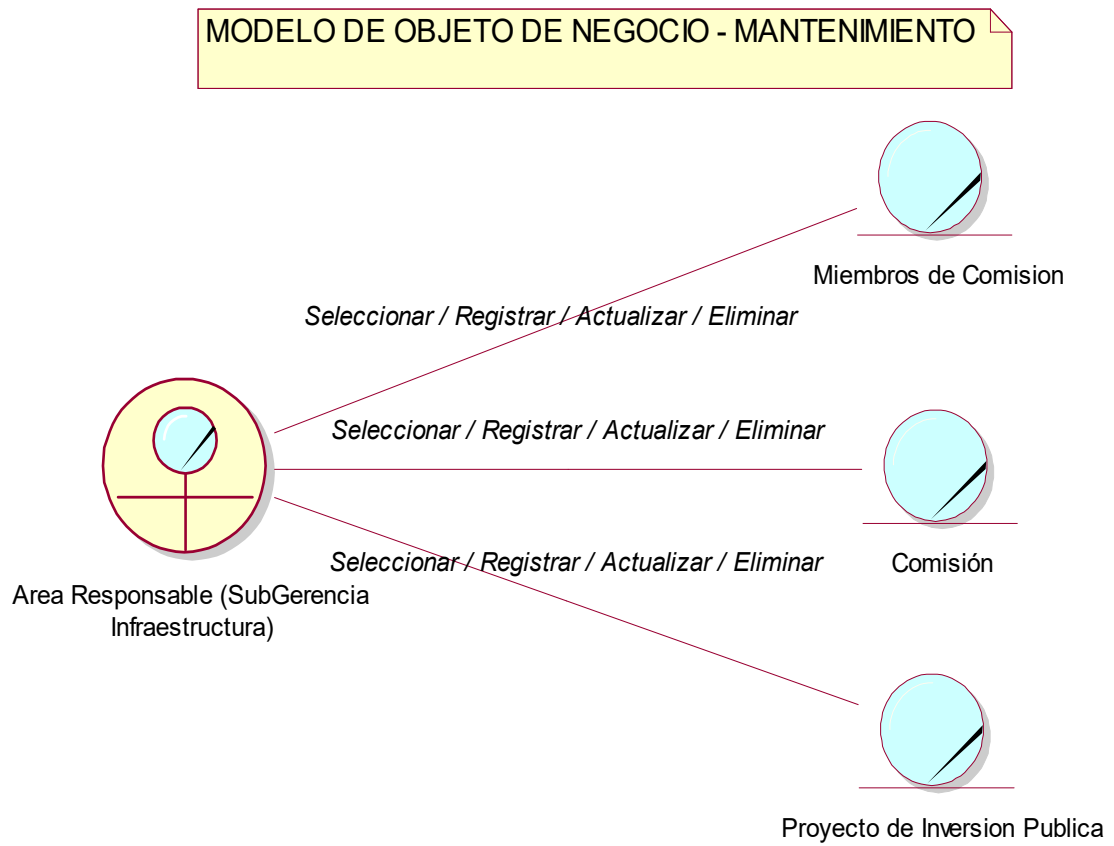 MODELO DE OBJETO DE NEGOCIO - MANTENIMIENTO
Miembros de Comision
Seleccionar / Registrar / Actualizar / Eliminar
Seleccionar / Registrar / Actualizar / Eliminar
Comisión
Seleccionar / Registrar / Actualizar / Eliminar
Area Responsable (SubGerencia
Infraestructura)
Proyecto de Inversion Publica